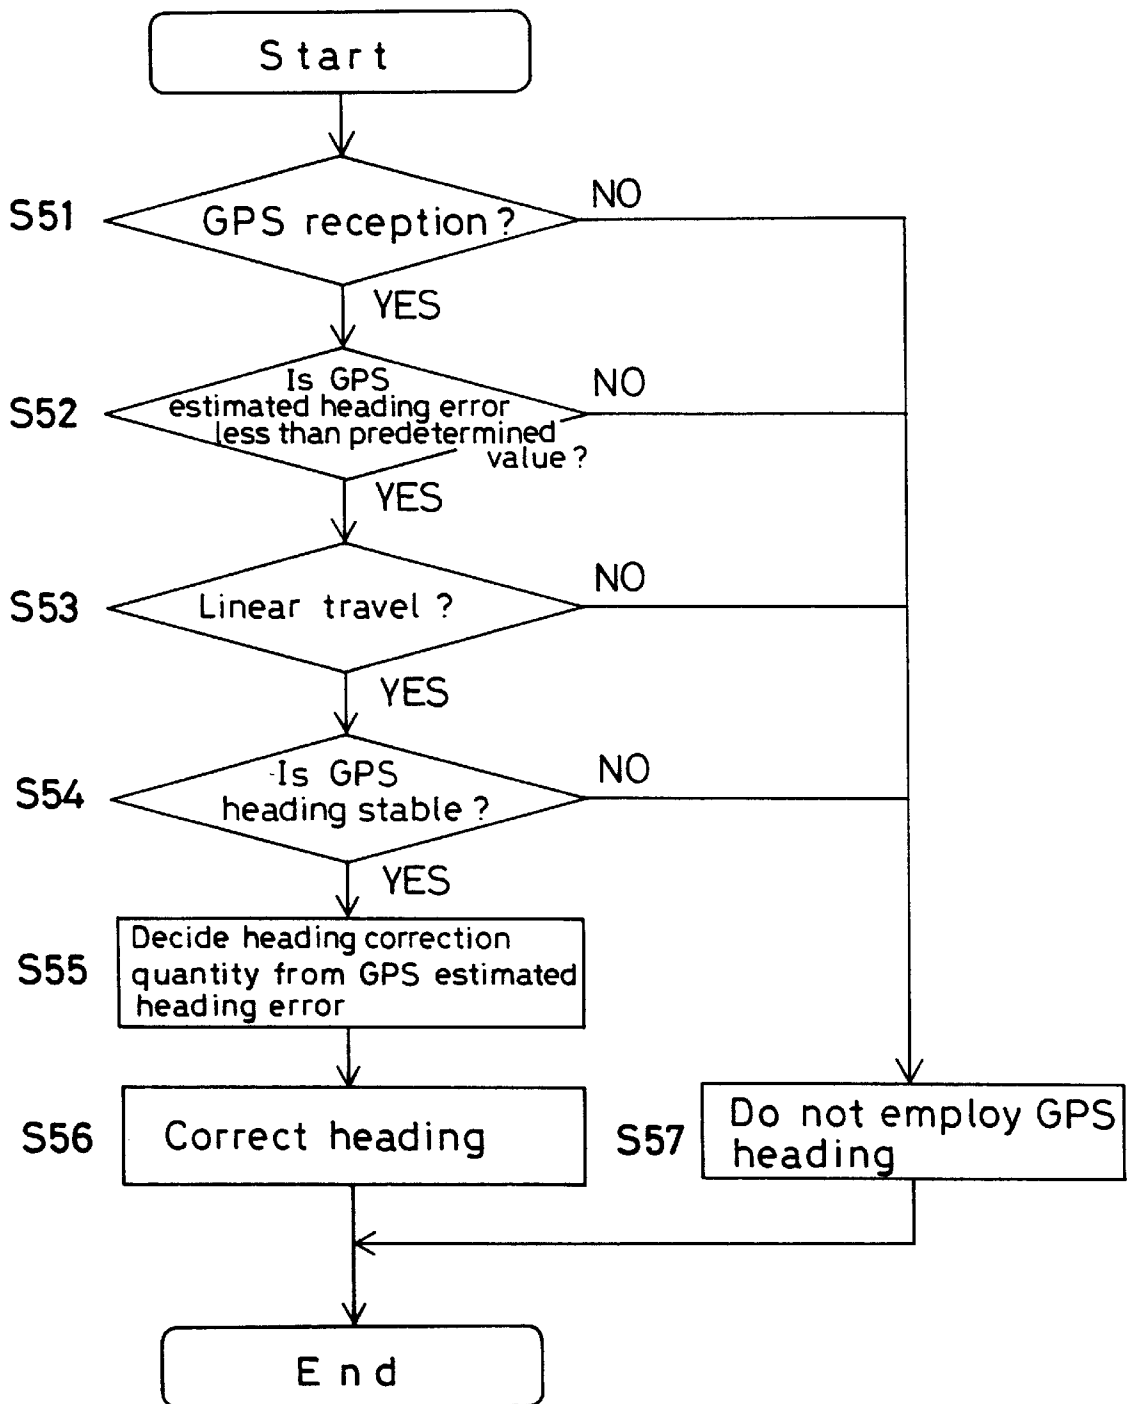 Start
S51
GPS reception?
NO
YES
S52
Is GPS
estimated heading error
less than predetermined
value?
NO
YES
S53
Linear travel?
NO
YES
S54
Is GPS
heading stable?
NO
YES
S55
Decide heading correction
quantity from GPS estimated
heading error
S56
Correct heading
S57
Do not employ GPS
heading
End